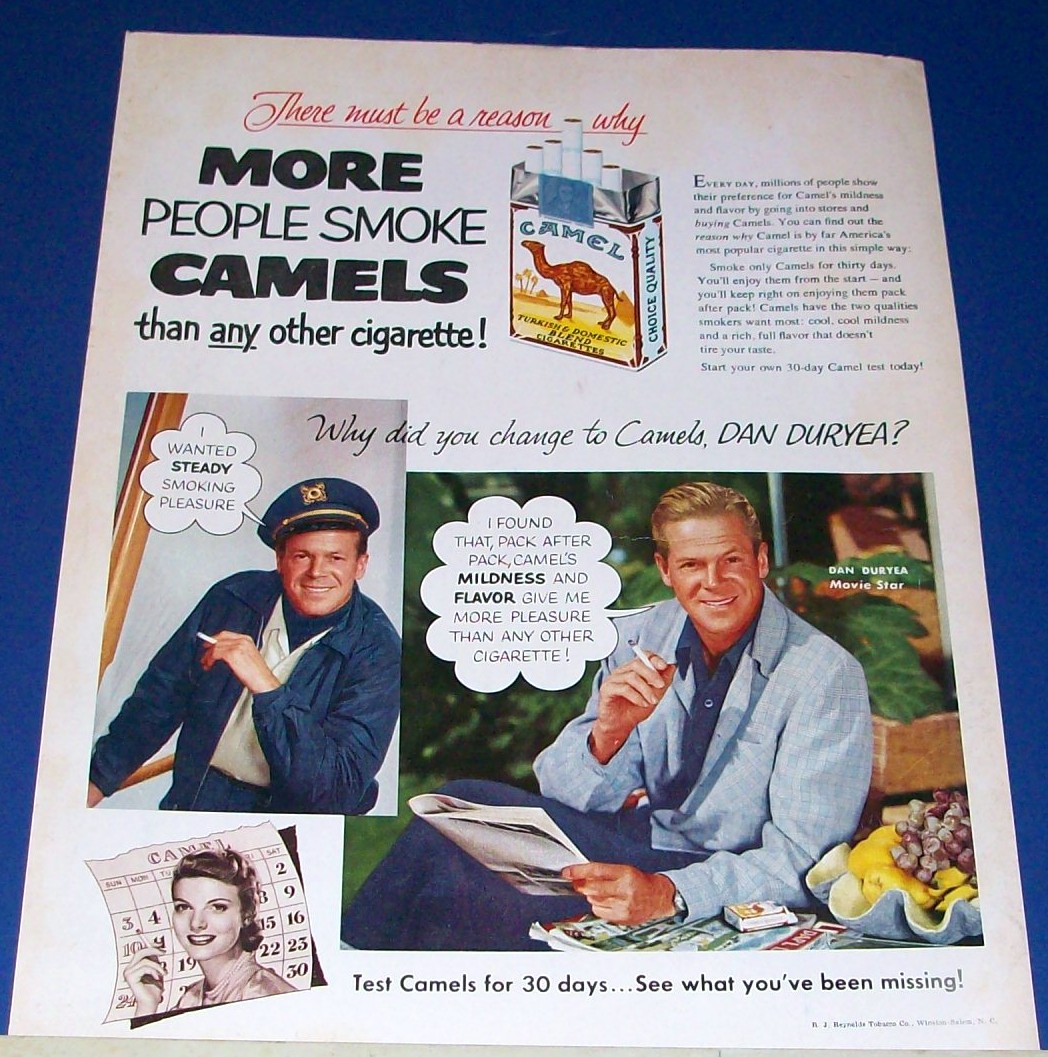 There must be a reason why
MORE
PEOPLE SMOKE
CAMELS
than any other cigarette!
CAMEL
TURKISH & DOMESTIC
BLEND
CIGARETTES
CHOICE QUALITY
EVERY DAY, millions of people show
their preference for Camel's mildness
and flavor by going into stores and
buying Camels. You can find out the
reason why Camel is by far America's
most popular cigarette in this simple way:
Smoke only Camels for thirty days.
You'll enjoy them from the start — and
you'll keep right on enjoying them pack
after pack! Camels have the two qualities
smokers want most: cool, cool mildness
and a rich, full flavor that doesn't
tire your taste.
Start your own 30-day Camel test today!
Why did you change to Camels, DAN DURYEA?
I
WANTED
STEADY
SMOKING
PLEASURE
I FOUND
THAT, PACK AFTER
PACK, CAMEL'S
MILDNESS AND
FLAVOR GIVE ME
MORE PLEASURE
THAN ANY OTHER
CIGARETTE!
DAN DURYEA
Movie Star
CAMEL
SUN MON TU SAT
2
8 9
3 4 15 16
10 22 23
19 30
24
Test Camels for 30 days...See what you've been missing!
R. J. Reynolds Tobacco Co., Winston-Salem, N. C.